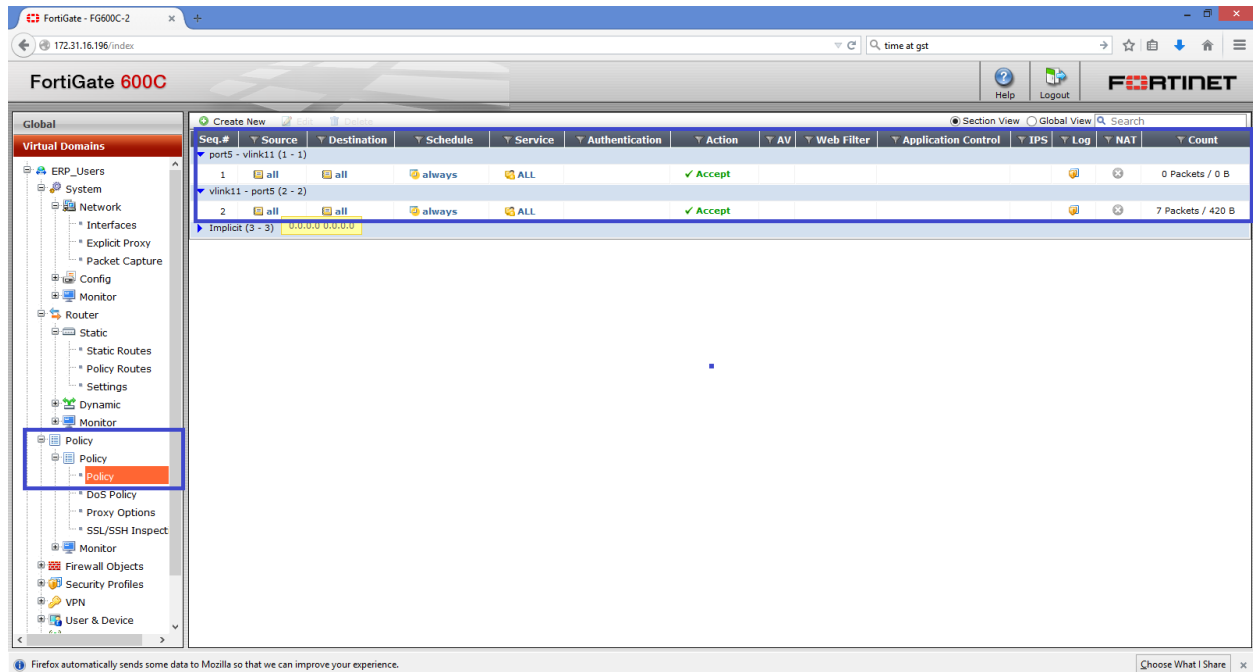 FortiGate - FG600C-2
172.31.16.196/index
time at gst
FortiGate 600C
Help
Logout
FORTINET
Global
Virtual Domains
ERP_Users
System
Network
Interfaces
Explicit Proxy
Packet Capture
Config
Monitor
Router
Static
Static Routes
Policy Routes
Settings
Dynamic
Monitor
Policy
Policy
Policy
DoS Policy
Proxy Options
SSL/SSH Inspect
Monitor
Firewall Objects
Security Profiles
VPN
User & Device
Create New Edit Delete Section View Global View Search
Seq.# Source Destination Schedule Service Authentication Action AV Web Filter Application Control IPS Log NAT Count
port5 - vlink11 (1 - 1)
1 all all always ALL Accept 0 Packets / 0 B
vlink11 - port5 (2 - 2)
2 all all always ALL Accept 7 Packets / 420 B
Implicit (3 - 3) 0.0.0.0 0.0.0.0
Firefox automatically sends some data to Mozilla so that we can improve your experience. Choose What I Share